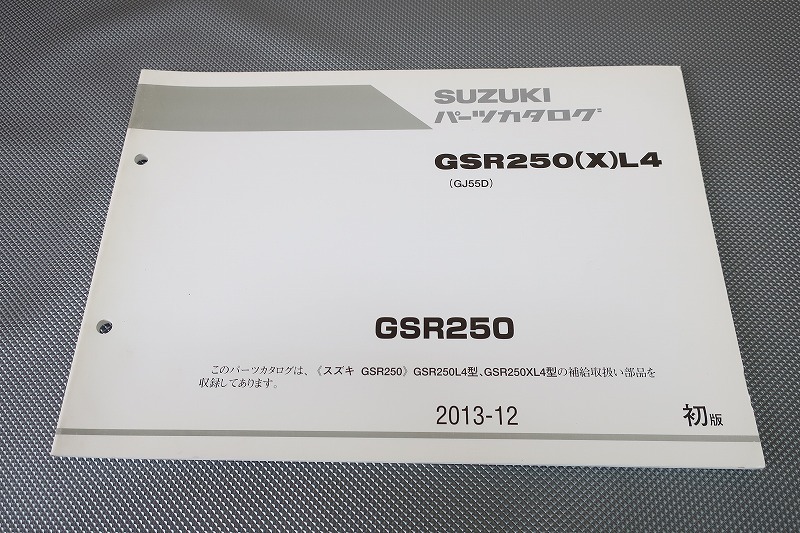 SUZUKI
パーツカタログ
GSR250(X)L4
(GJ55D)
GSR250
このパーツカタログは、《スズキ GSR250》GSR250L4型、GSR250XL4型の補給取扱い部品を
収録してあります。
2013-12
初版